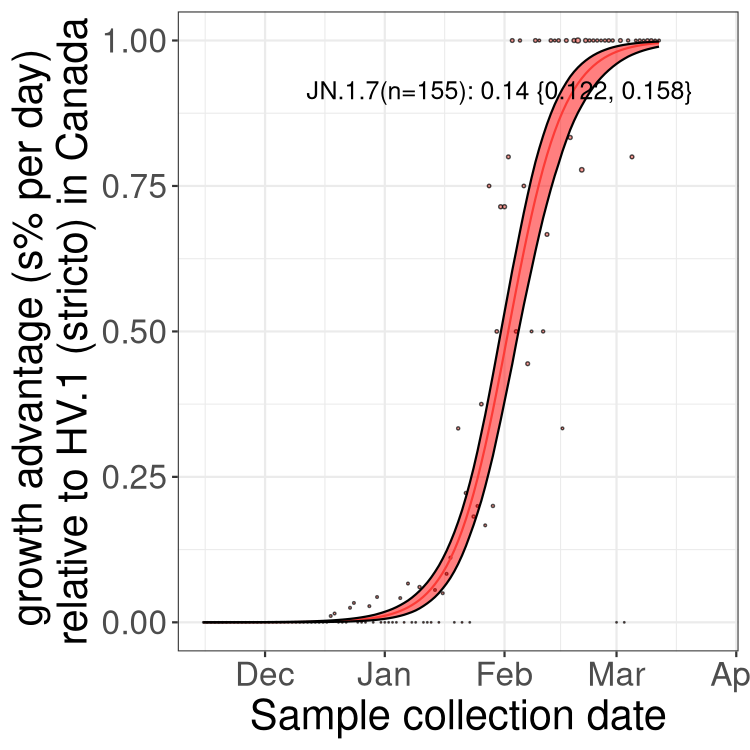 growth advantage (s% per day)
relative to HV.1 (stricto) in Canada
1.00
0.75
0.50
0.25
0.00
JN.1.7(n=155): 0.14 {0.122, 0.158}
Dec Jan Feb Mar Ap
Sample collection date